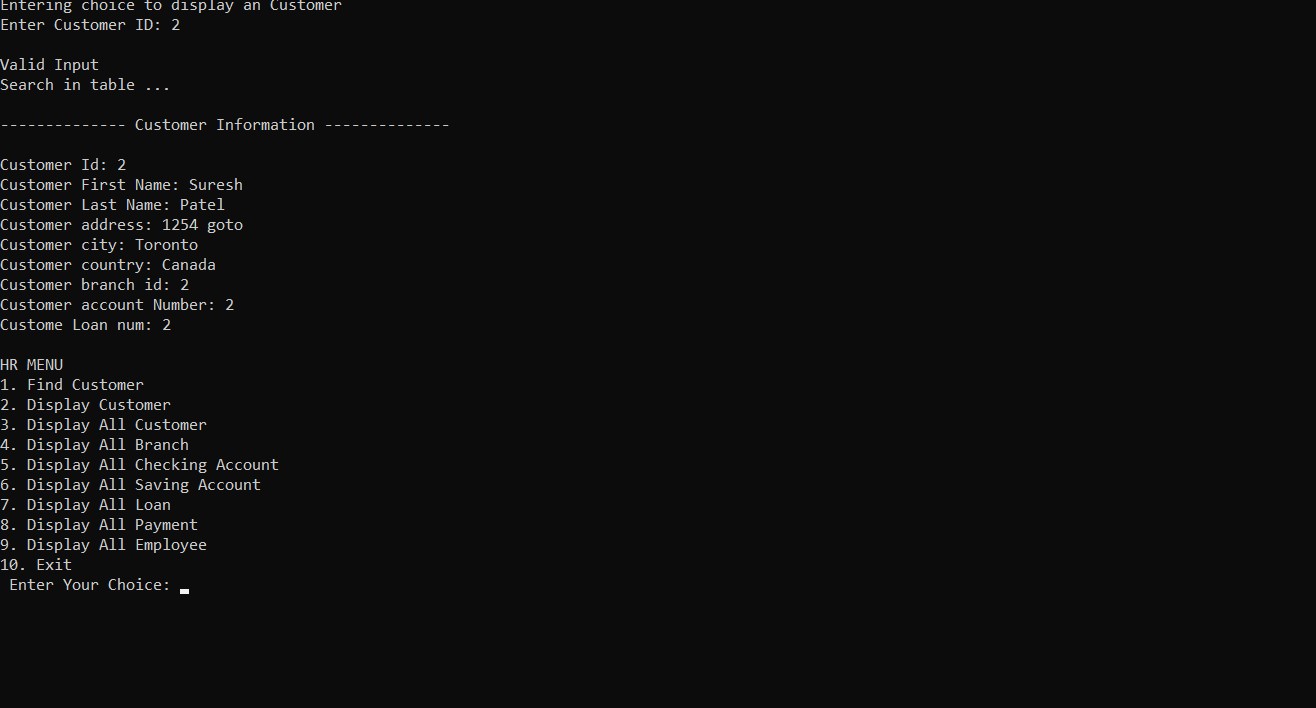 Entering choice to display an Customer
Enter Customer ID: 2
Valid Input
Search in table ...
-------------- Customer Information --------------
Customer Id: 2
Customer First Name: Suresh
Customer Last Name: Patel
Customer address: 1254 goto
Customer city: Toronto
Customer country: Canada
Customer branch id: 2
Customer account Number: 2
Custome Loan num: 2
HR MENU
1. Find Customer
2. Display Customer
3. Display All Customer
4. Display All Branch
5. Display All Checking Account
6. Display All Saving Account
7. Display All Loan
8. Display All Payment
9. Display All Employee
10. Exit
Enter Your Choice: